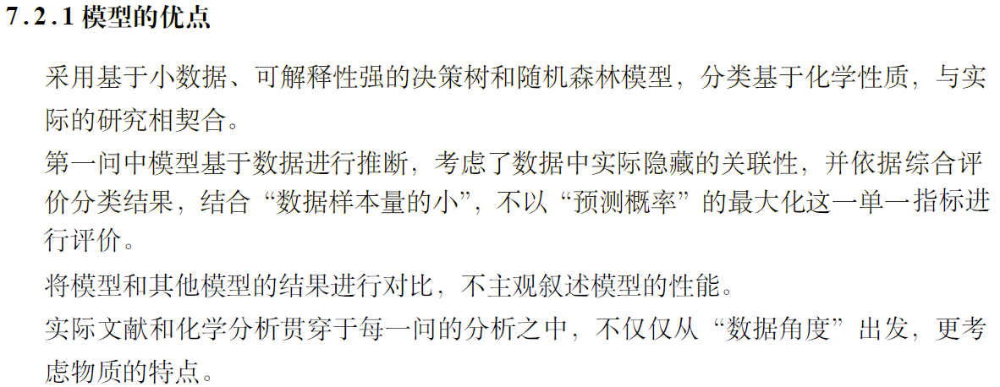 7.2.1 模型的优点
采用基于小数据、可解释性强的决策树和随机森林模型，分类基于化学性质，与实
际的研究相契合。
第一问中模型基于数据进行推断，考虑了数据中实际隐藏的关联性，并依据综合评
价分类结果，结合“数据样本量的小”，不以“预测概率”的最大化这一单一指标进
行评价。
将模型和其他模型的结果进行对比，不主观叙述模型的性能。
实际文献和化学分析贯穿于每一问的分析之中，不仅仅从“数据角度”出发，更考
虑物质的特点。